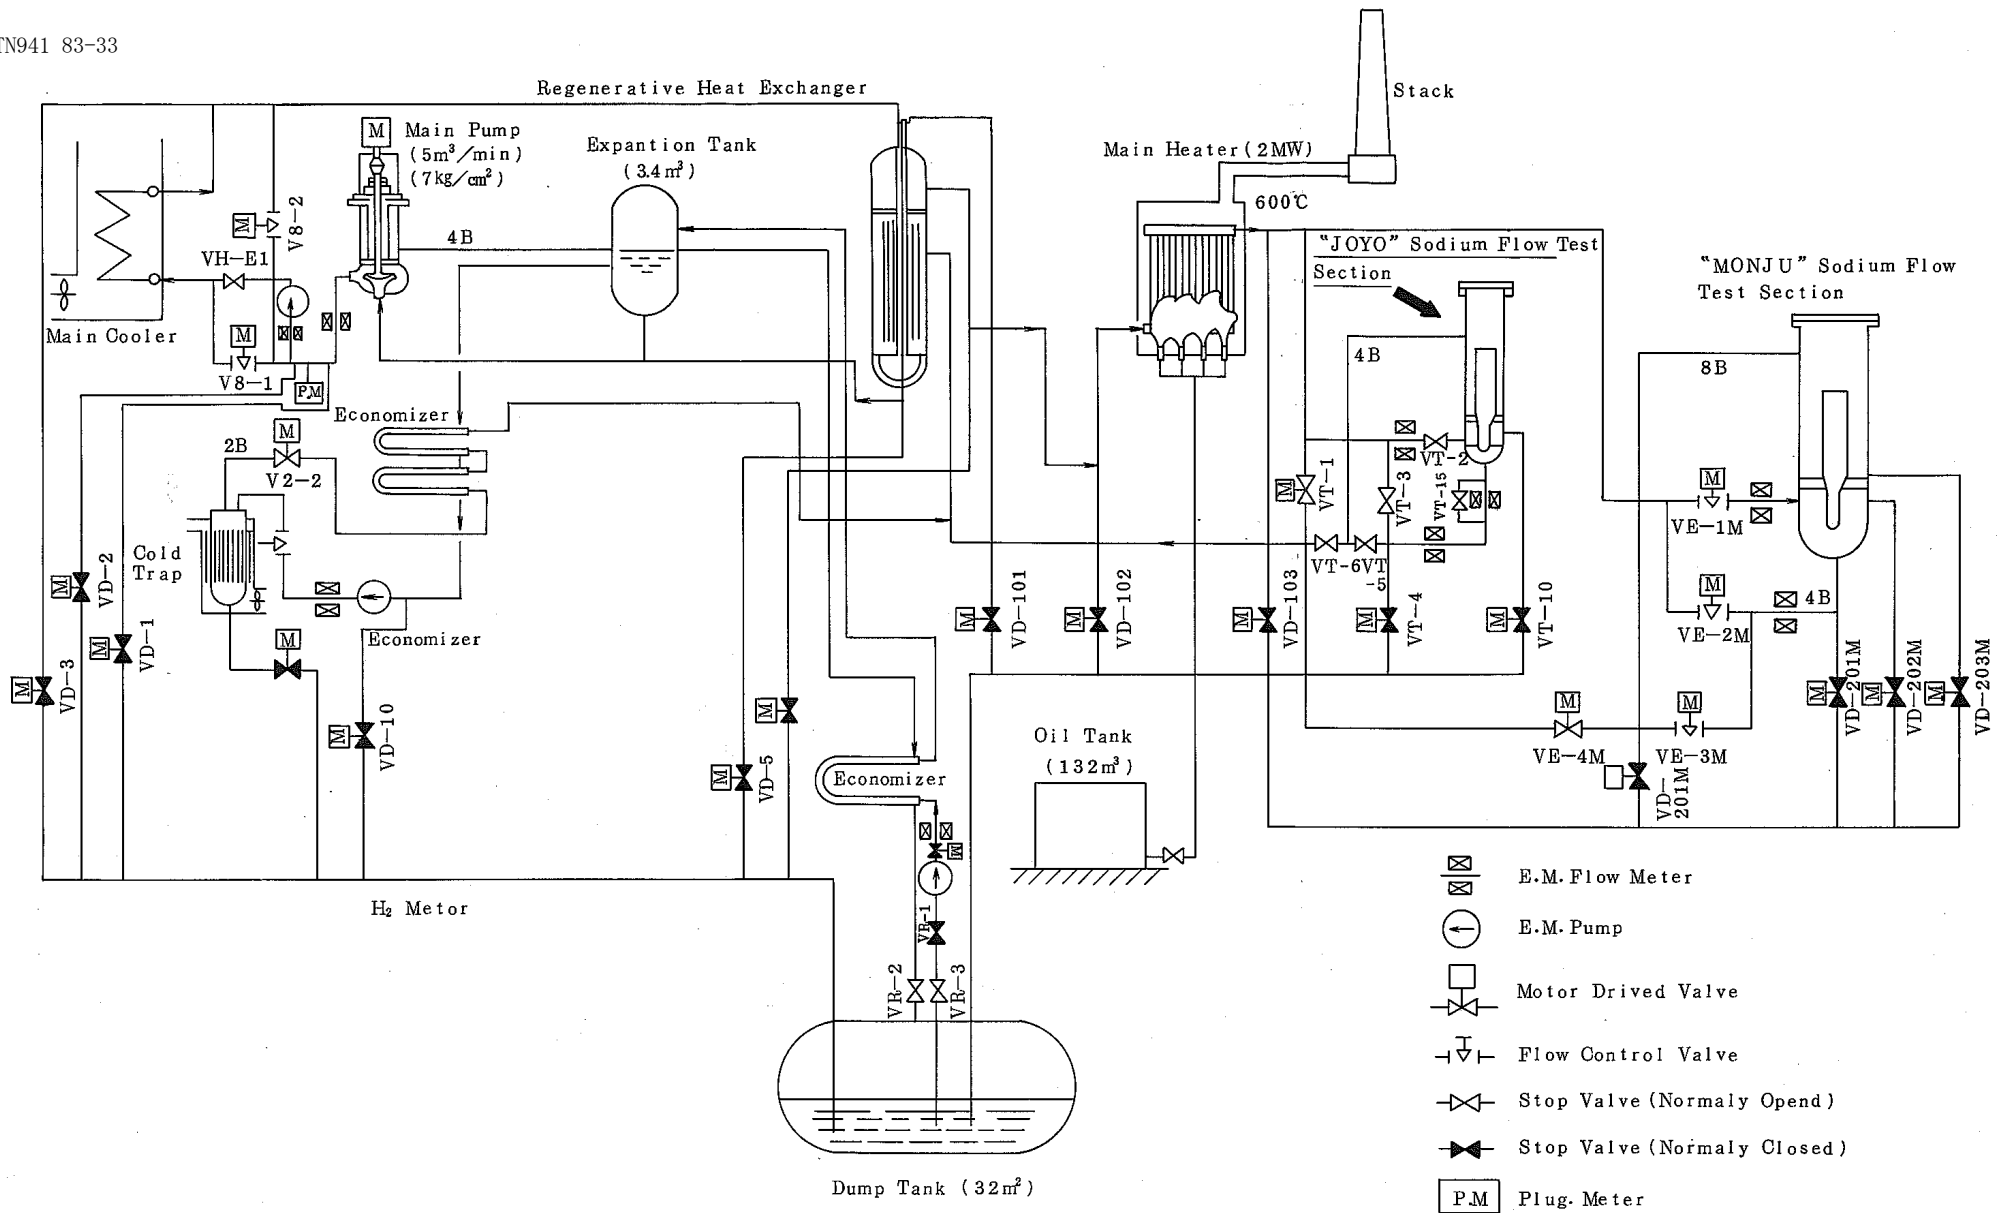 TN941 83-33
Regenerative Heat Exchanger
Stack
M
Main Pump
(5m³/min)
(7kg/cm²)
Expantion Tank
(3.4m³)
Main Heater(2MW)
600℃
M
V8-2
4B
VH-E1
"JOYO" Sodium Flow Test
Section
"MONJU" Sodium Flow
Test Section
Main Cooler
M
V8-1
P.M
4B
8B
Economizer
M
2B
V2-2
VT-2
M
VT-1
VT-3
VT-15
M
VE-1M
Cold
Trap
VT-6
VT
-5
M
VD-2
M
VD-1
Economizer
M
M
VD-101
M
VD-102
M
VD-103
M
VT-4
M
VT-10
M
VE-2M
4B
M
VD-3
M
VD-10
M
M
VD-5
M
VD-201M
M
VD-202M
M
VD-203M
M
VE-4M
M
VE-3M
Oil Tank
(132m³)
Economizer
VD-
201M
M
H₂ Metor
VR-1
VR-2
VR-3
Dump Tank (32m²)
E.M.Flow Meter
E.M.Pump
Motor Drived Valve
Flow Control Valve
Stop Valve(Normaly Opend)
Stop Valve(Normaly Closed)
P.M Plug. Meter